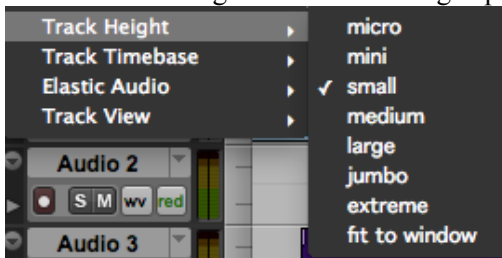 Track Height
Track Timebase
Elastic Audio
Track View
micro
mini
✓ small
medium
large
jumbo
extreme
fit to window
Audio 2
S M wv red
Audio 3